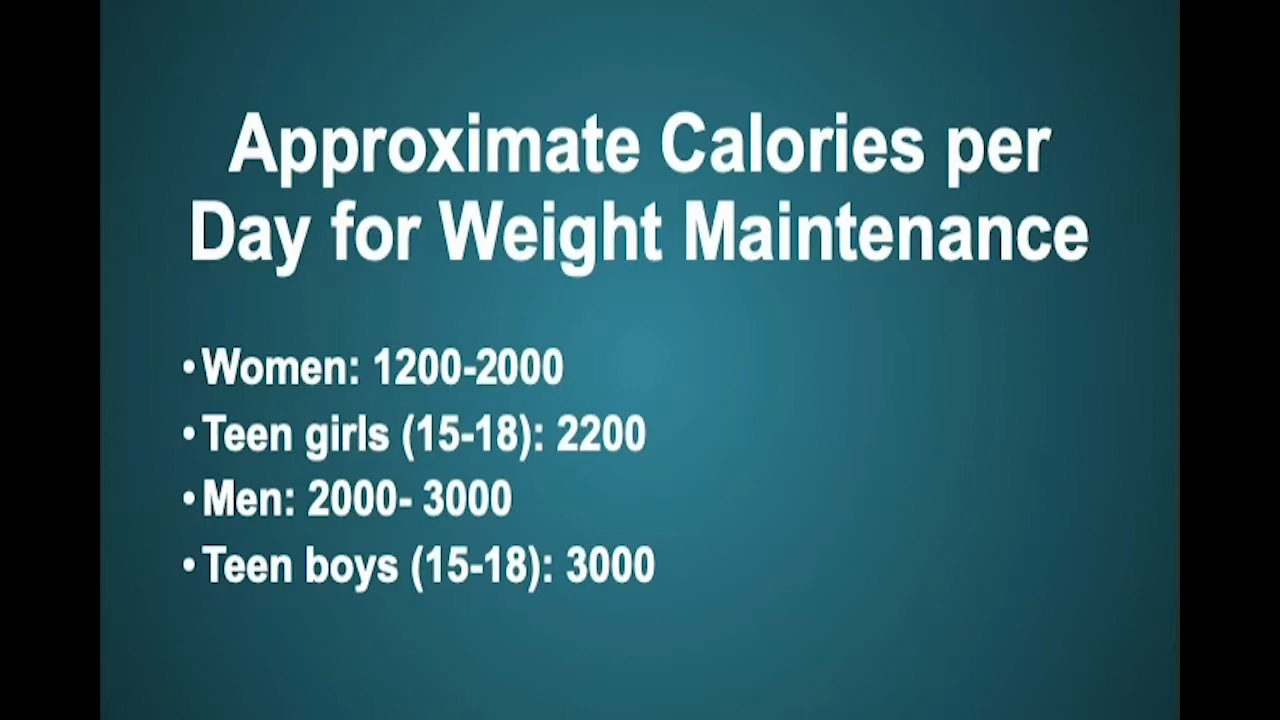 Approximate Calories per
Day for Weight Maintenance
•Women: 1200-2000
•Teen girls (15-18): 2200
•Men: 2000- 3000
•Teen boys (15-18): 3000